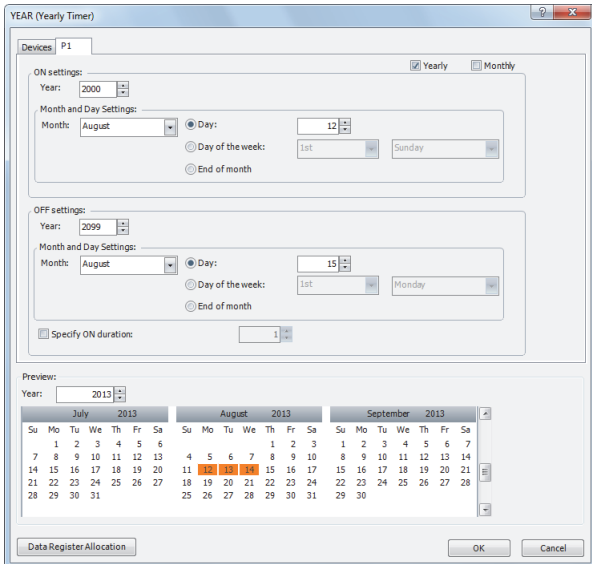 YEAR (Yearly Timer)
?
Devices P1
Yearly Monthly
ON settings:
Year: 2000
Month and Day Settings:
Month: August Day: 12
Day of the week: 1st Sunday
End of month
OFF settings:
Year: 2099
Month and Day Settings:
Month: August Day: 15
Day of the week: 1st Monday
End of month
Specify ON duration: 1
Preview:
Year: 2013
July 2013 August 2013 September 2013
Su Mo Tu We Th Fr Sa Su Mo Tu We Th Fr Sa Su Mo Tu We Th Fr Sa
1 2 3 4 5 6 1 2 3 1 2 3 4 5 6 7
7 8 9 10 11 12 13 4 5 6 7 8 9 10 8 9 10 11 12 13 14
14 15 16 17 18 19 20 11 12 13 14 15 16 17 15 16 17 18 19 20 21
21 22 23 24 25 26 27 18 19 20 21 22 23 24 22 23 24 25 26 27 28
28 29 30 31 25 26 27 28 29 30 31 29 30
Data Register Allocation OK Cancel